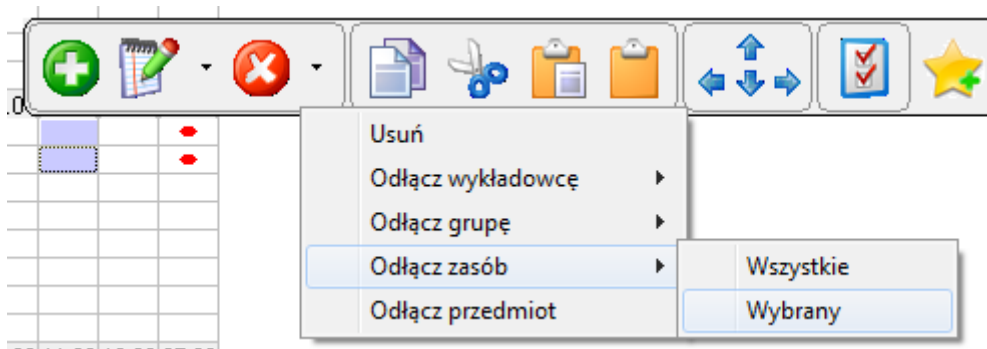 Usuń
Odłącz wykładowcę
Odłącz grupę
Odłącz zasób
Wszystkie
Odłącz przedmiot
Wybrany